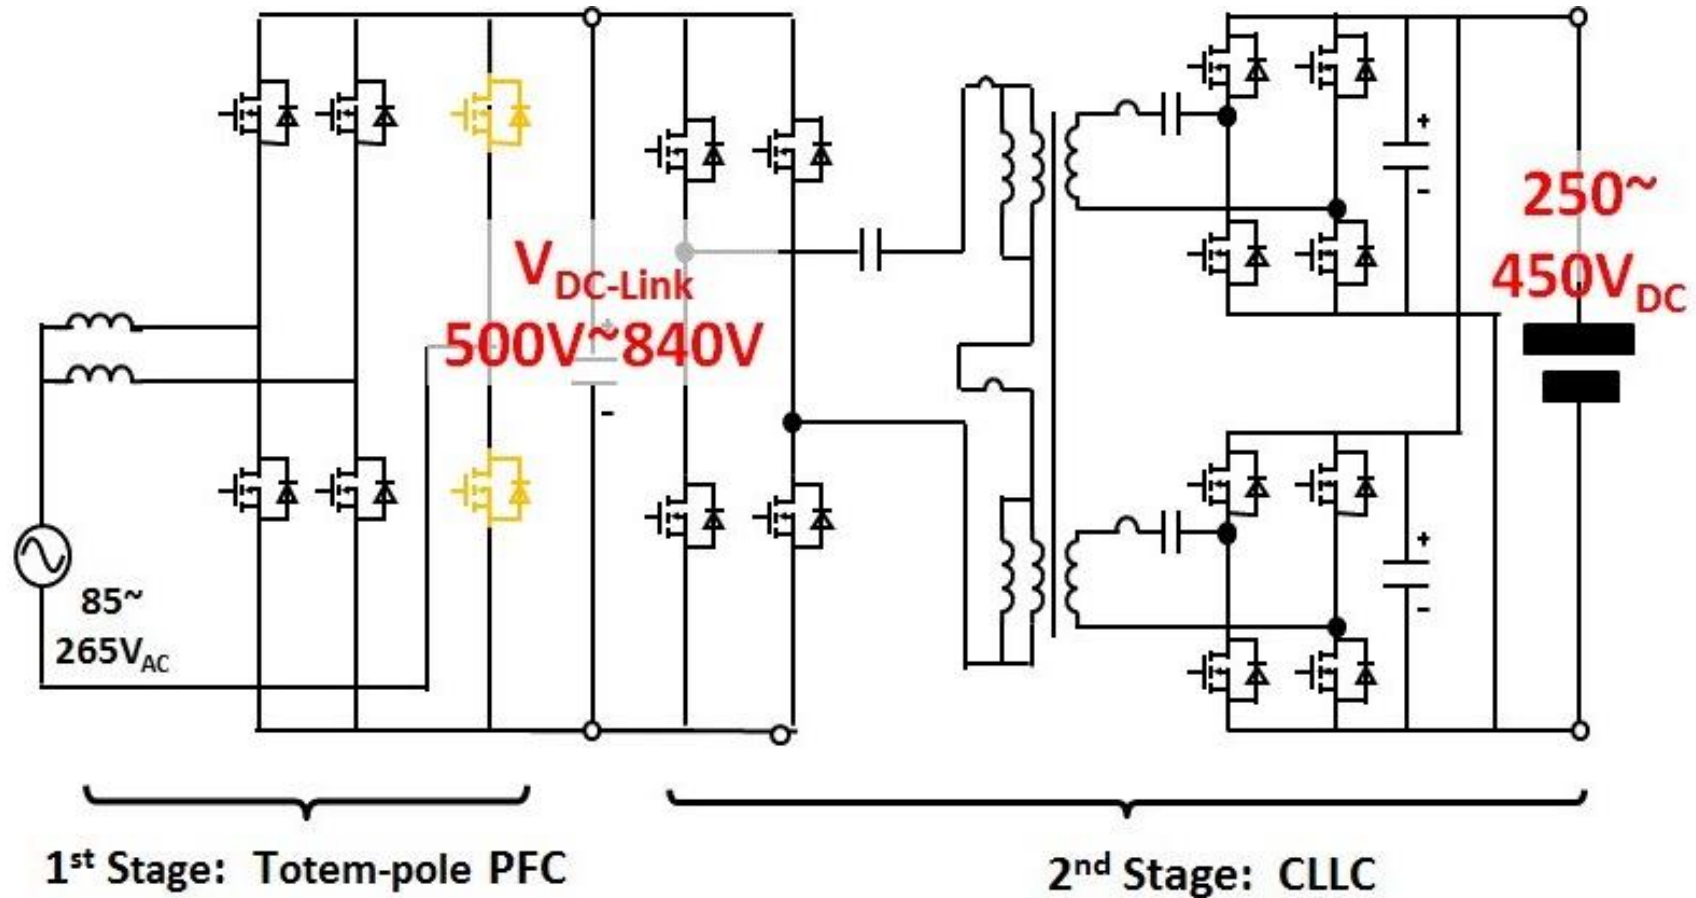 250~
450V_DC
V_DC-Link
500V~840V
+
-
+
-
+
-
+
85~
265V_AC
1st Stage: Totem-pole PFC
2nd Stage: CLLC